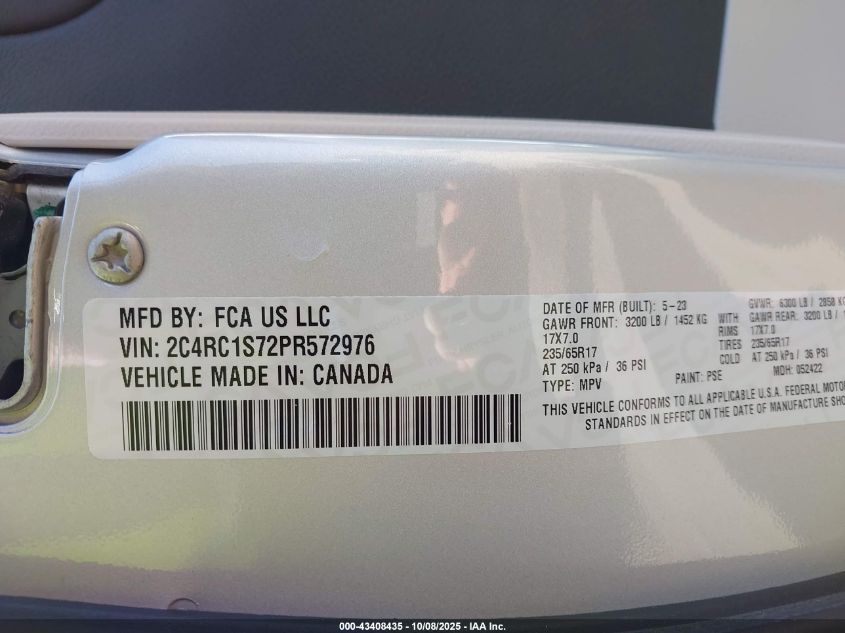 MFD BY: FCA US LLC
VIN: 2C4RC1S72PR572976
VEHICLE MADE IN: CANADA
DATE OF MFR (BUILT): 5-23 GVWR: 6300 LB / 2858
GAWR FRONT: 3200 LB / 1452 KG WITH GAWR REAR: 3200 LB /
17X7.0 RIMS 17X7.0
235/65R17 TIRES 235/65R17
AT 250 kPa / 36 PSI COLD AT 250 kPa / 36 PSI
TYPE: MPV PAINT: PSE MDH: 052422
THIS VEHICLE CONFORMS TO ALL APPLICABLE U.S.A. FEDERAL MOTOR
STANDARDS IN EFFECT ON THE DATE OF MANUFACTURE
000-43408435 - 10/08/2025 - IAA Inc.